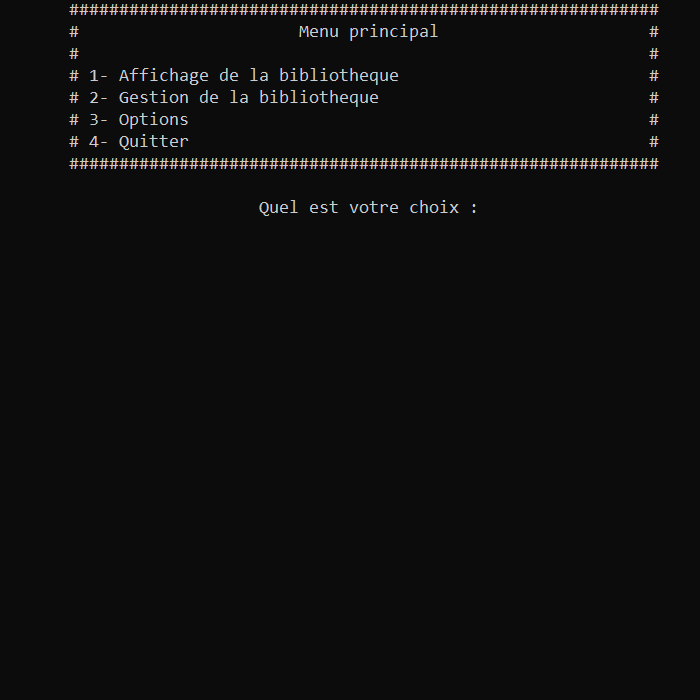 ###########################################################
# Menu principal #
# #
# 1- Affichage de la bibliotheque #
# 2- Gestion de la bibliotheque #
# 3- Options #
# 4- Quitter #
###########################################################
Quel est votre choix :